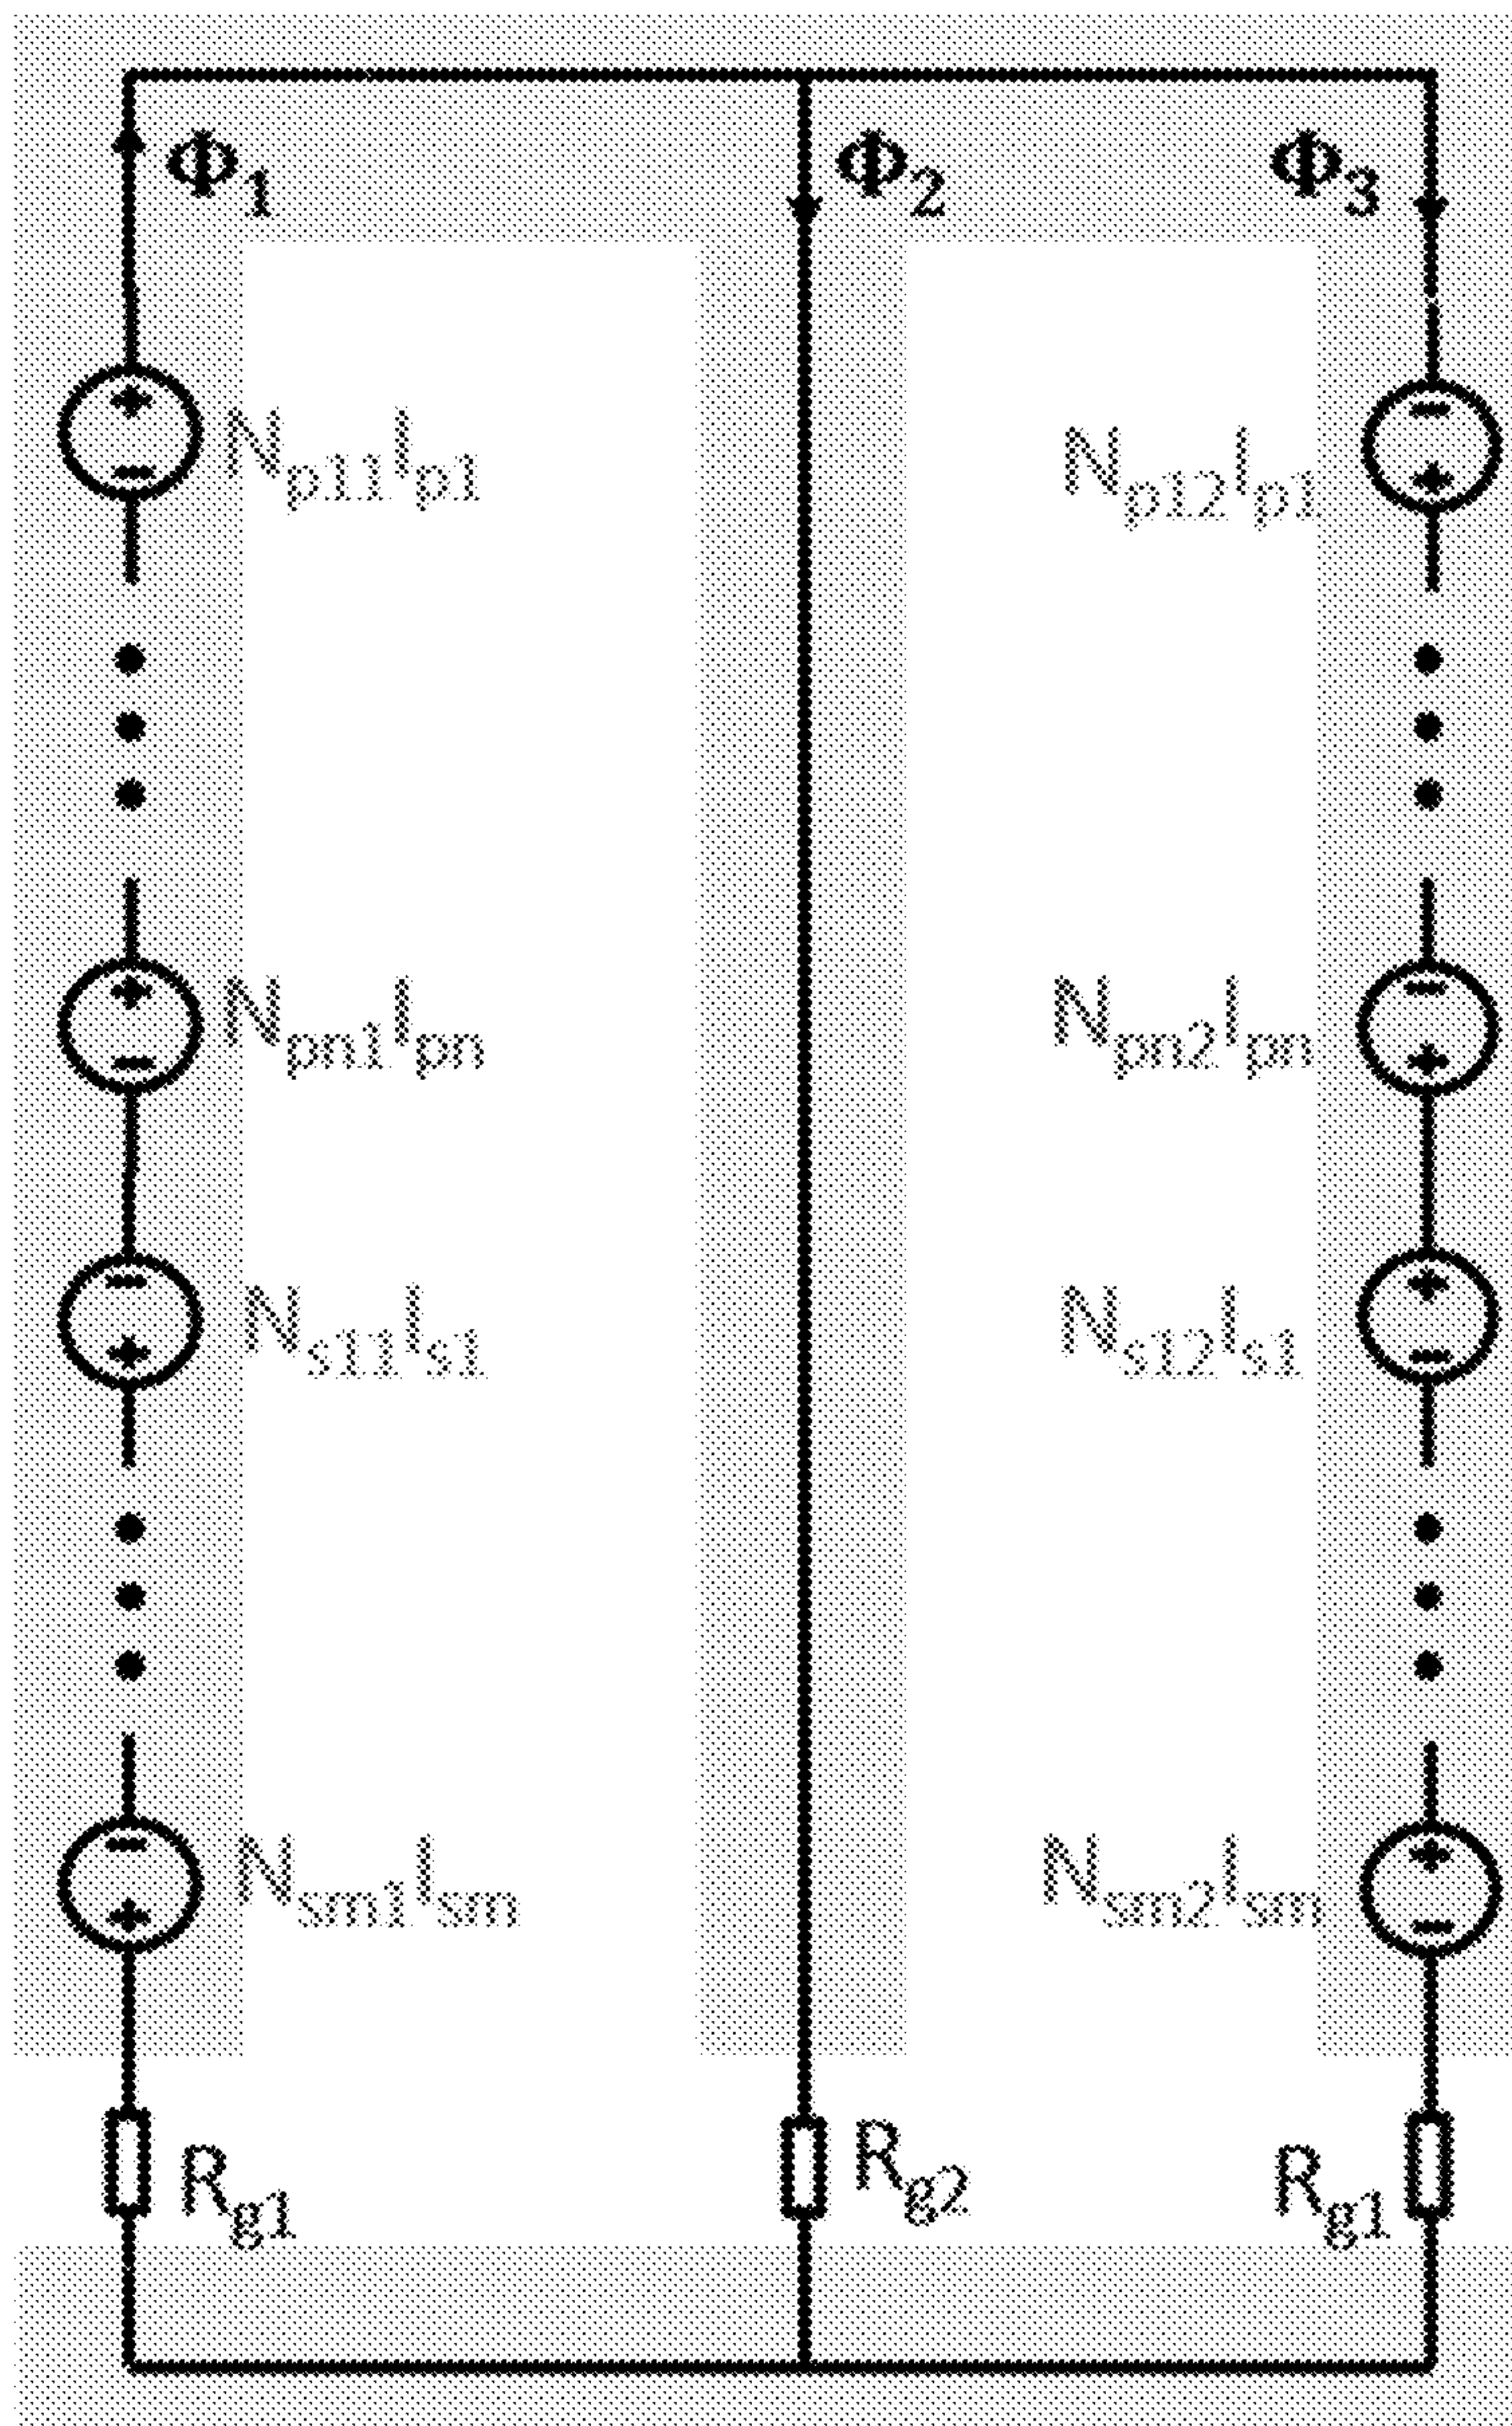 Φ1 Φ2 Φ3
+ −
− +
Np11Ip1 Np12Ip1
+ −
− +
Npn1Ipn Npn2Ipn
− +
+ −
Ns11Is1 Ns12Is1
− +
+ −
Nsm1Ism Nsm2Ism
Rg1 Rg2 Rg1